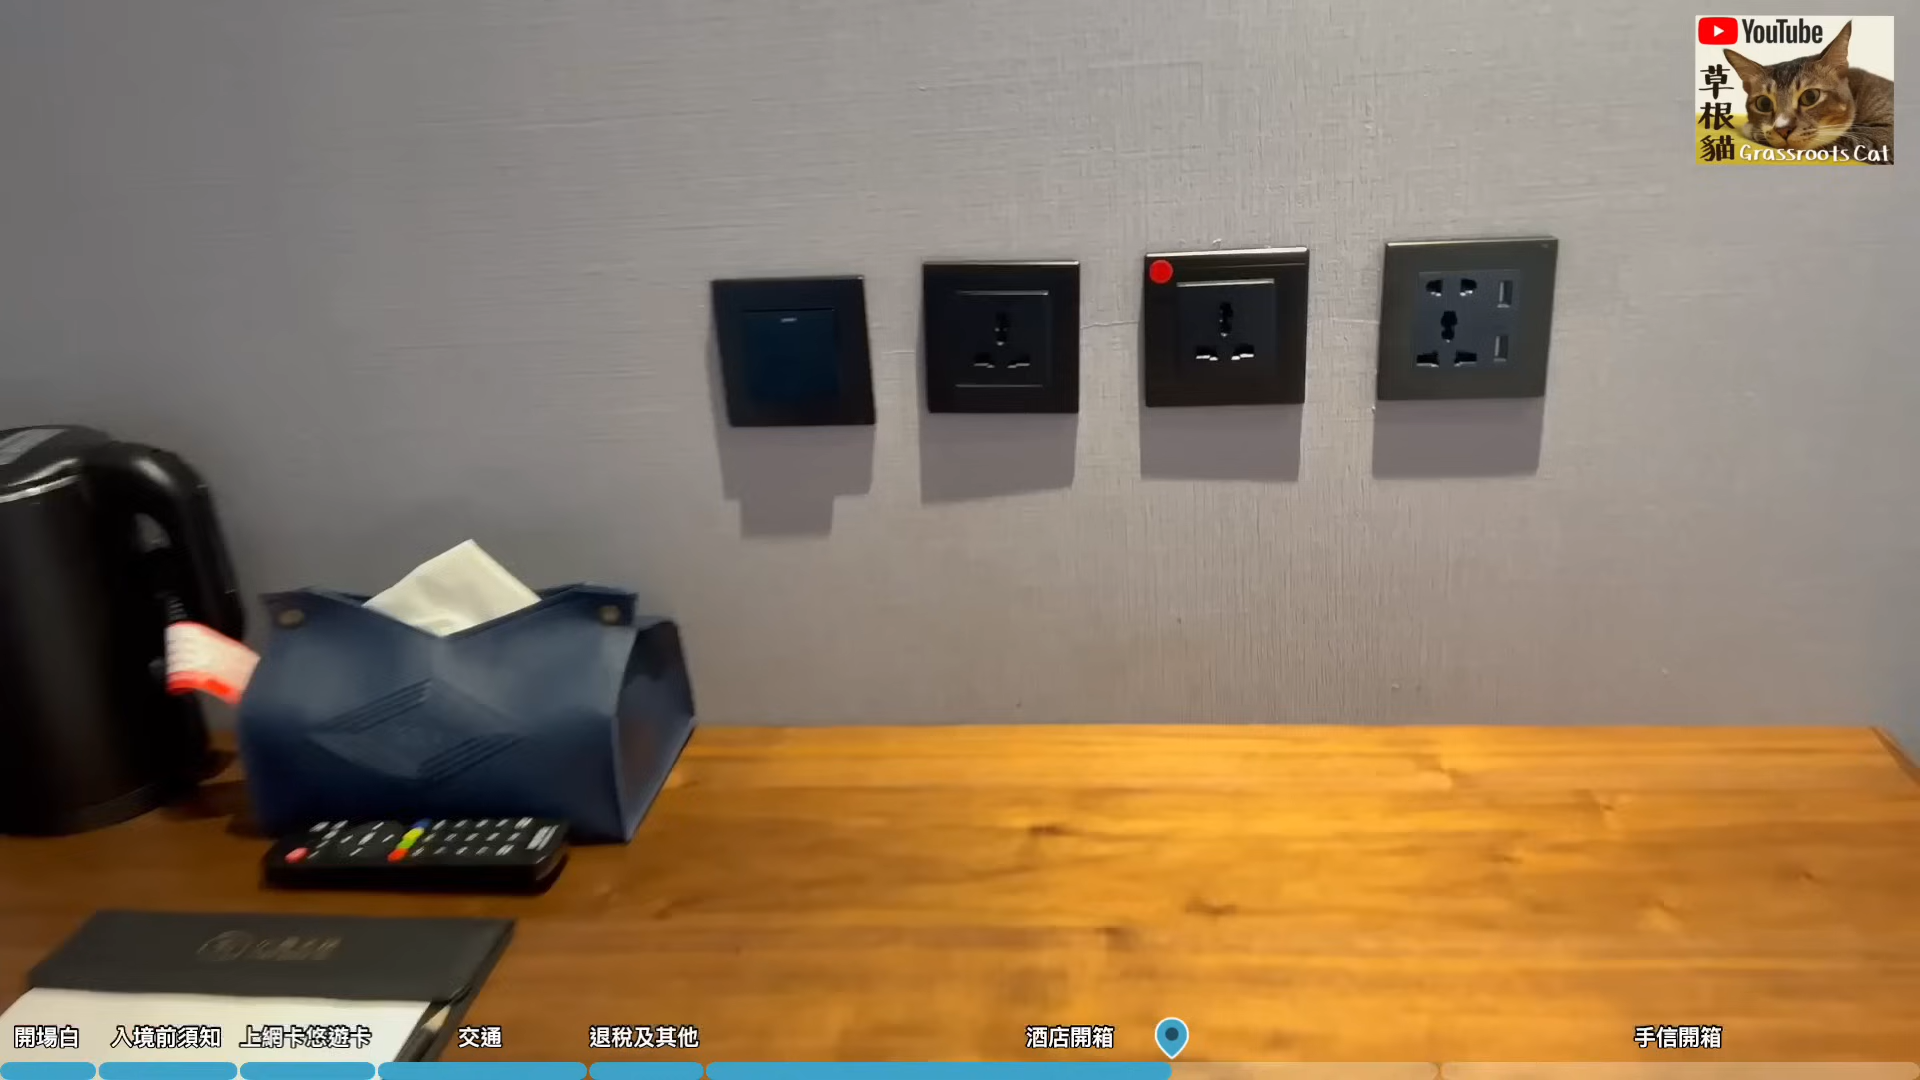 YouTube
草根貓
Grassroots Cat
開場白
入境前須知
上網卡悠遊卡
交通
退稅及其他
酒店開箱
手信開箱